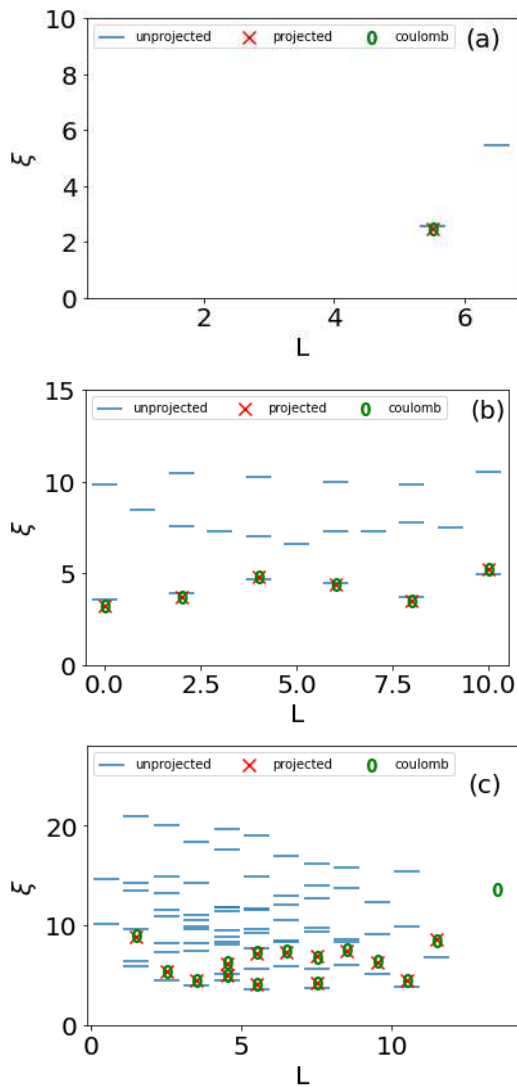 10
unprojected projected coulomb (a)
8
6
ξ
4
2
0
2 4 6
L
15
unprojected projected coulomb (b)
10
ξ
5
0
0.0 2.5 5.0 7.5 10.0
L
unprojected projected coulomb (c)
20
ξ
10
0
0 5 10
L